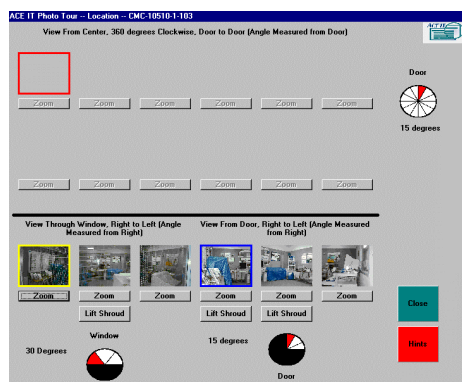 ACE IT Photo Tour -- Location -- CMC-10510-1-103
View From Center, 360 degrees Clockwise, Door to Door (Angle Measured from Door)
ACE IT
Door
Zoom Zoom Zoom Zoom Zoom Zoom
15 degrees
Zoom Zoom Zoom Zoom Zoom Zoom
View Through Window, Right to Left (Angle
Measured from Right)
View From Door, Right to Left (Angle Measured
from Right)
Zoom Zoom Zoom Zoom Zoom Zoom
Close
Lift Shroud Lift Shroud Lift Shroud
Window
15 degrees
Hints
30 Degrees
Door